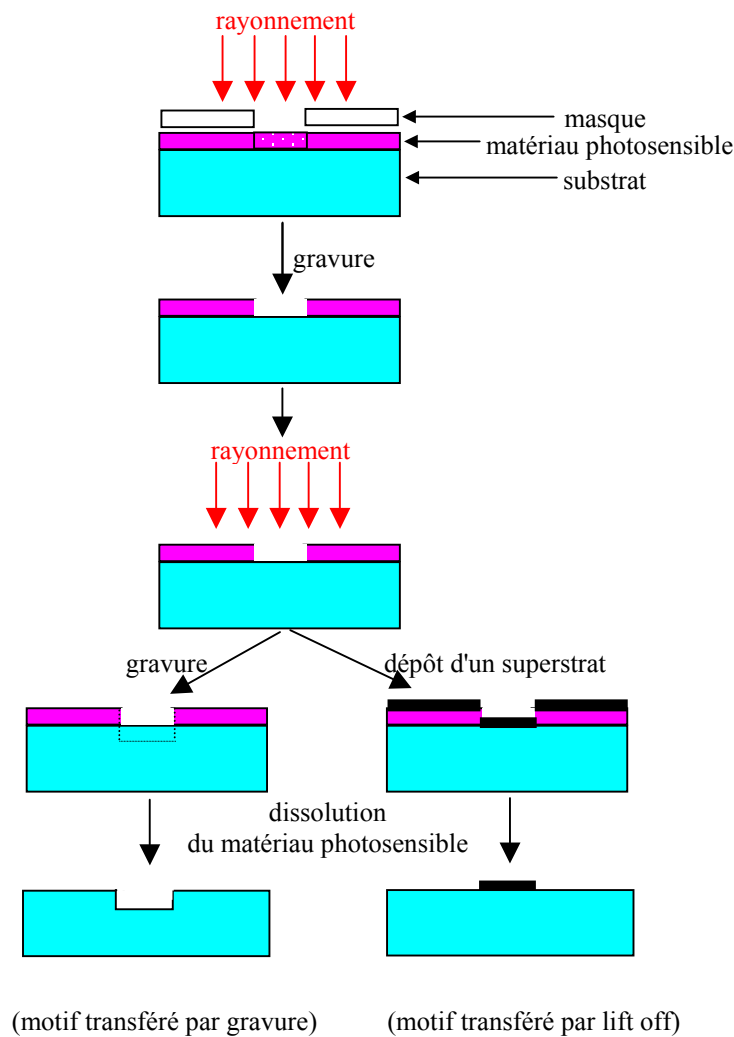 rayonnement
masque
matériau photosensible
substrat
gravure
rayonnement
gravure
dépôt d'un superstrat
dissolution
du matériau photosensible
(motif transféré par gravure)
(motif transféré par lift off)